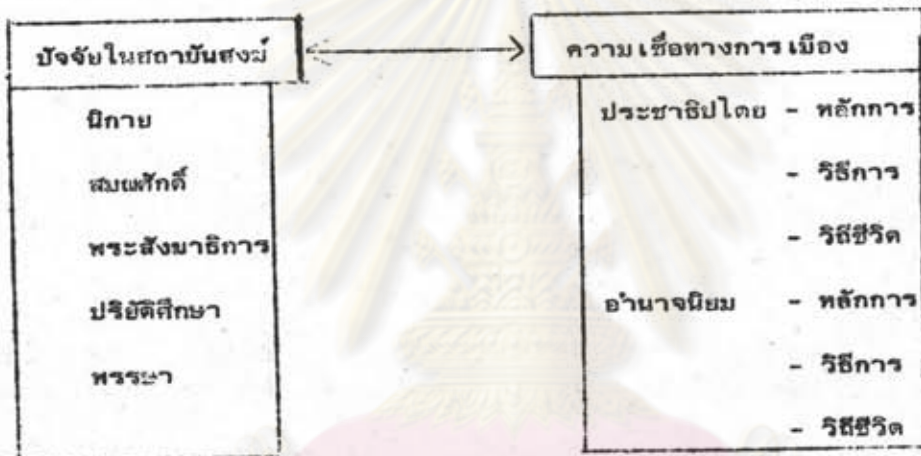 ปัจจัยในสถาบันสงฆ์
นิกาย
สมณศักดิ์
พระสังฆาธิการ
ปริยัติศึกษา
พรรษา
ความเชื่อทางการเมือง
ประชาธิปไตย - หลักการ
- วิธีการ
- วิถีชีวิต
อำนาจนิยม - หลักการ
- วิธีการ
- วิถีชีวิต